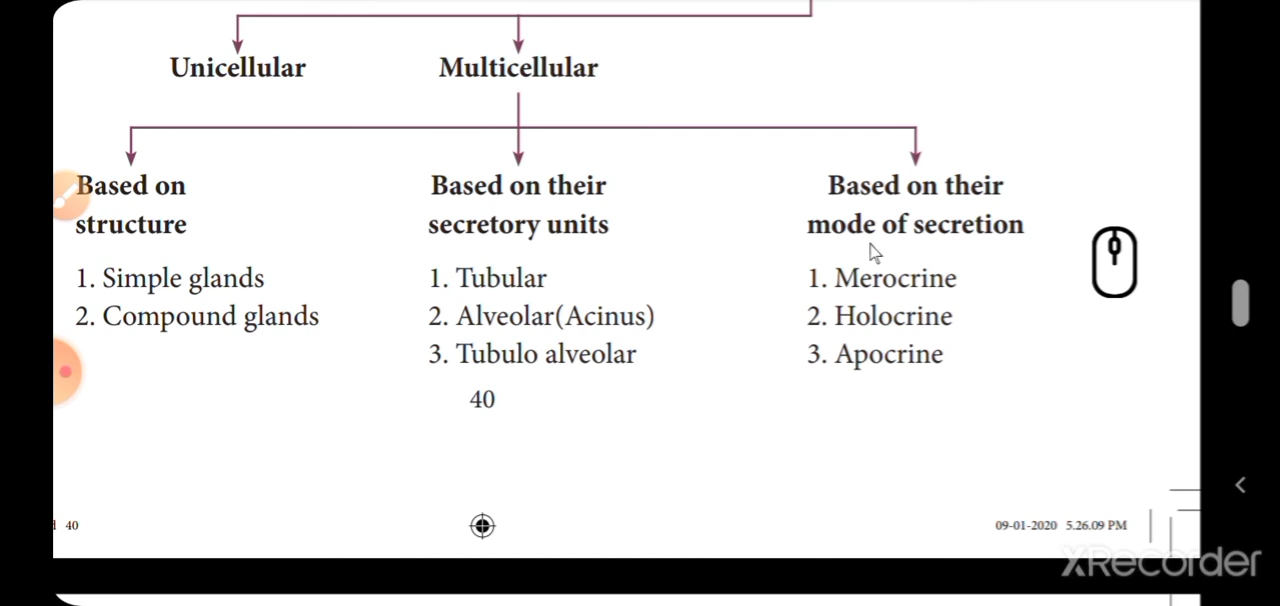 Unicellular
Multicellular
Based on
structure
1. Simple glands
2. Compound glands
Based on their
secretory units
1. Tubular
2. Alveolar(Acinus)
3. Tubulo alveolar
Based on their
mode of secretion
1. Merocrine
2. Holocrine
3. Apocrine
40
40
09-01-2020 5.26.09 PM
XRecorder